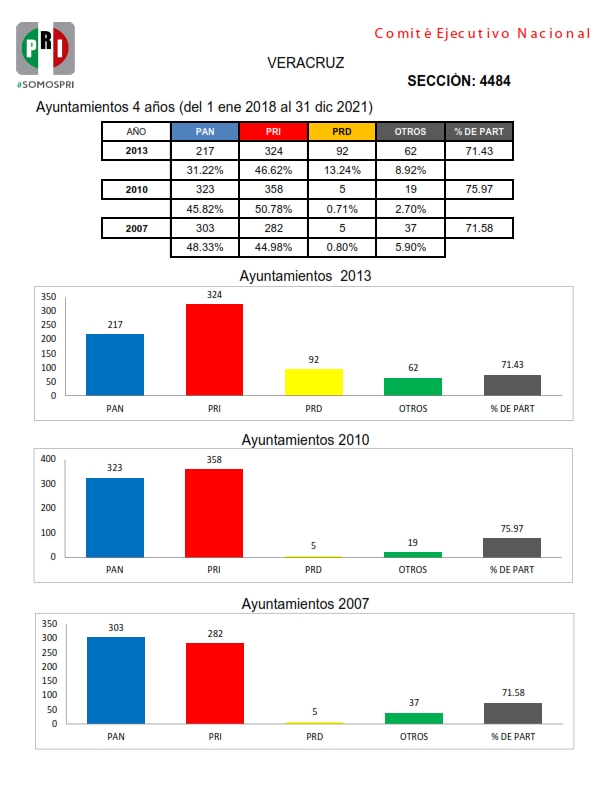 Comité Ejecutivo Nacional
PRI
#SOMOSPRI
VERACRUZ
SECCIÒN: 4484
Ayuntamientos 4 años (del 1 ene 2018 al 31 dic 2021)
AÑO PAN PRI PRD OTROS % DE PART
2013 217 324 92 62 71.43
31.22% 46.62% 13.24% 8.92%
2010 323 358 5 19 75.97
45.82% 50.78% 0.71% 2.70%
2007 303 282 5 37 71.58
48.33% 44.98% 0.80% 5.90%
Ayuntamientos 2013
350
300
250
200
150
100
50
0
217 324 92 62 71.43
PAN PRI PRD OTROS % DE PART
Ayuntamientos 2010
400
300
200
100
0
323 358 5 19 75.97
PAN PRI PRD OTROS % DE PART
Ayuntamientos 2007
350
300
250
200
150
100
50
0
303 282 5 37 71.58
PAN PRI PRD OTROS % DE PART